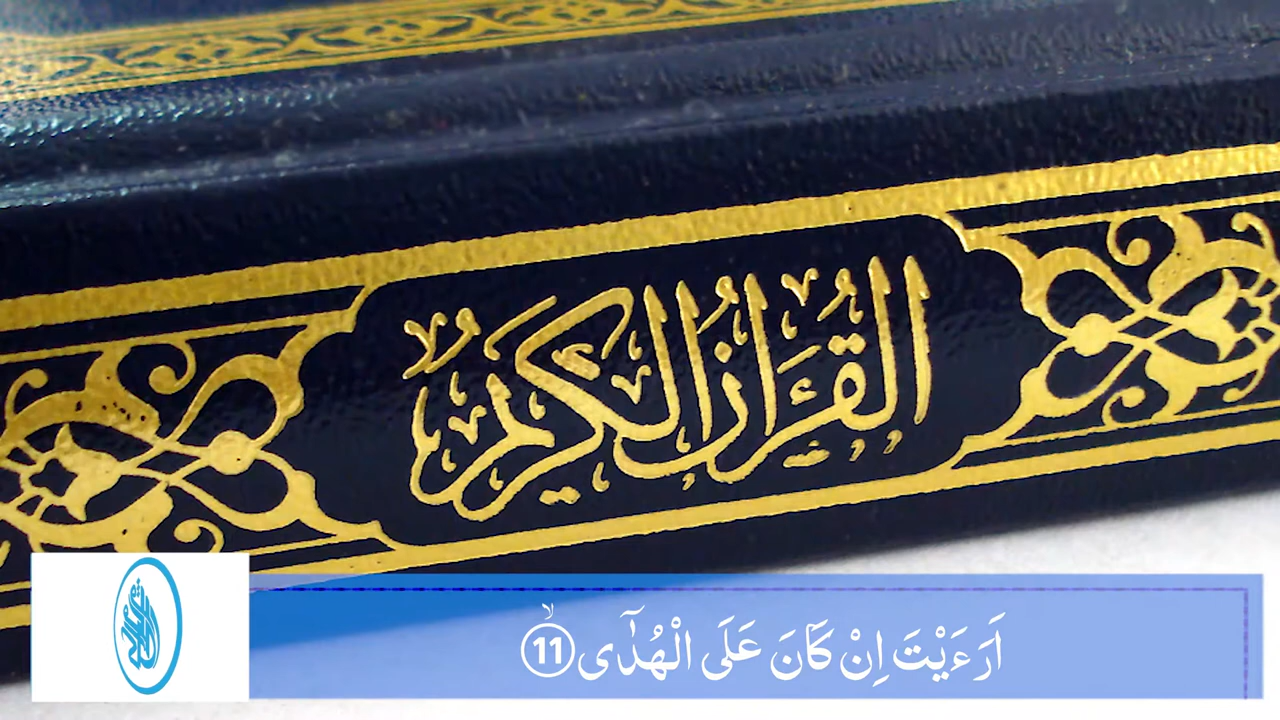 القرآن الكريم
اَرَءَيْتَ اِنْ كَانَ عَلَى الْهُدٰٓى ۙ11